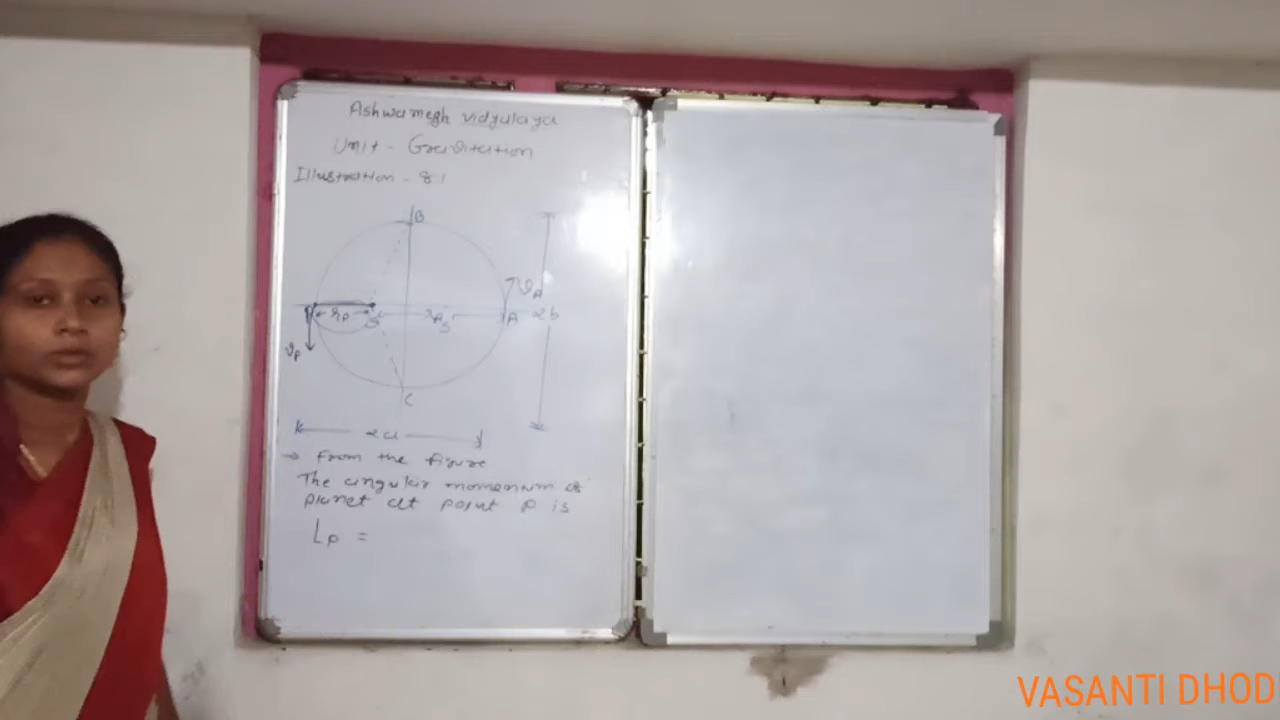 Ashwamegh vidyalaya
Unit - Gravitation
Illustration - 8.1
B
vA
P rp S rA A 2b
vp
C
2a
→ From the figure
The angular momentum of
planet at point P is
Lp =
VASANTI DHOD